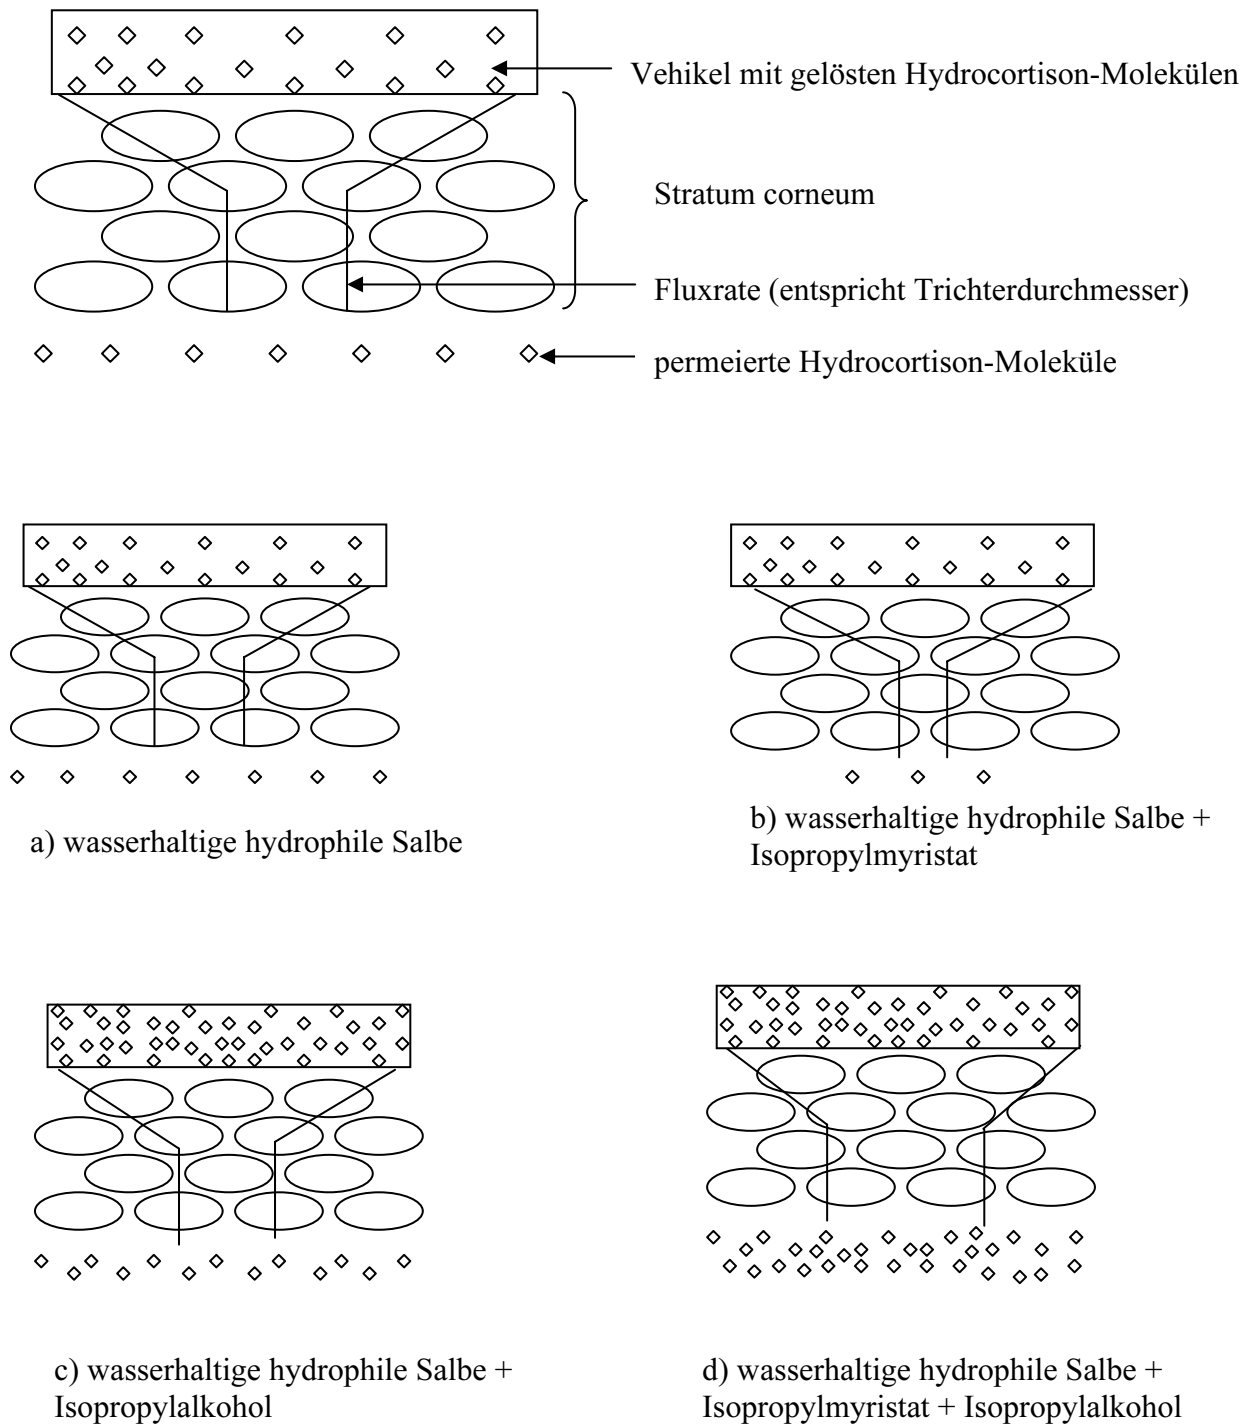 Vehikel mit gelösten Hydrocortison-Molekülen
Stratum corneum
Fluxrate (entspricht Trichterdurchmesser)
permeierte Hydrocortison-Moleküle
a) wasserhaltige hydrophile Salbe
b) wasserhaltige hydrophile Salbe +
Isopropylmyristat
c) wasserhaltige hydrophile Salbe +
Isopropylalkohol
d) wasserhaltige hydrophile Salbe +
Isopropylmyristat + Isopropylalkohol